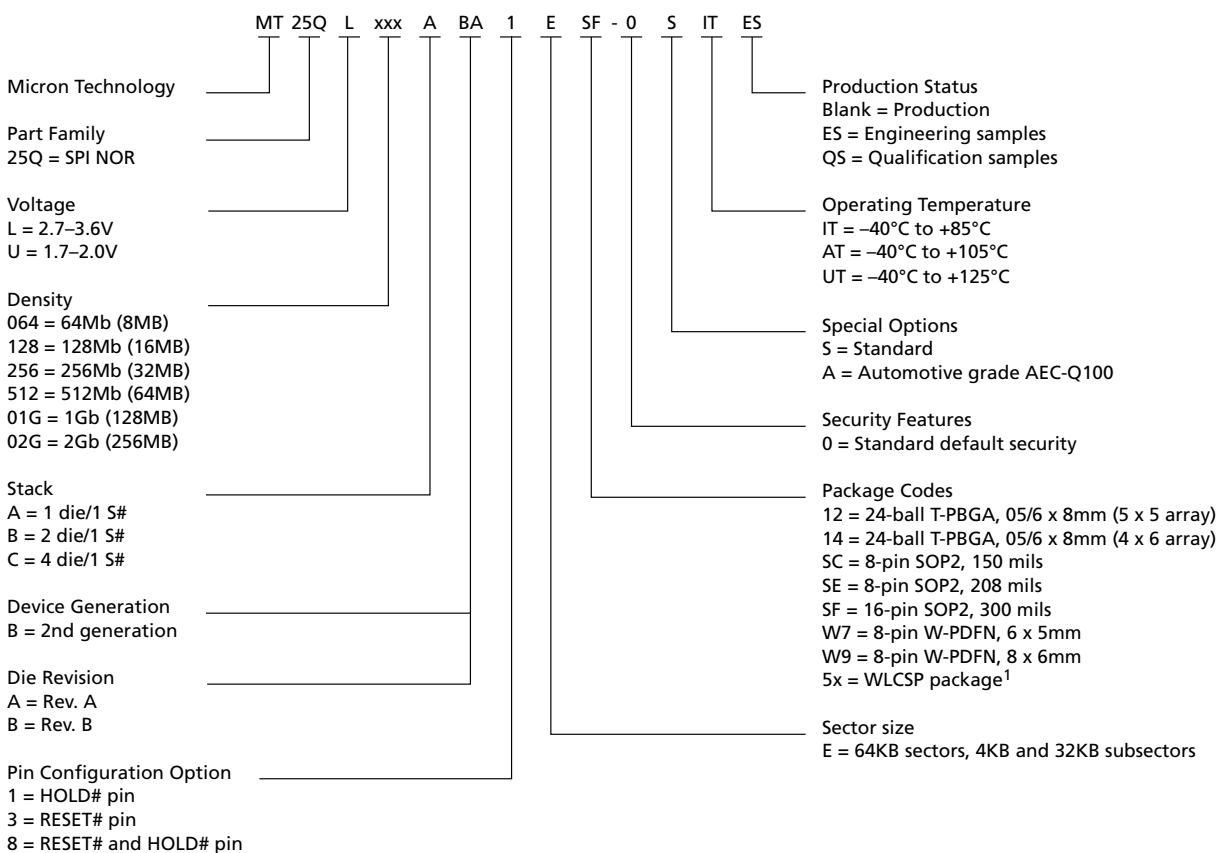 MT 25Q L xxx A BA 1 E SF - 0 S IT ES
Micron Technology
Part Family
25Q = SPI NOR
Voltage
L = 2.7–3.6V
U = 1.7–2.0V
Density
064 = 64Mb (8MB)
128 = 128Mb (16MB)
256 = 256Mb (32MB)
512 = 512Mb (64MB)
01G = 1Gb (128MB)
02G = 2Gb (256MB)
Stack
A = 1 die/1 S#
B = 2 die/1 S#
C = 4 die/1 S#
Device Generation
B = 2nd generation
Die Revision
A = Rev. A
B = Rev. B
Pin Configuration Option
1 = HOLD# pin
3 = RESET# pin
8 = RESET# and HOLD# pin
Production Status
Blank = Production
ES = Engineering samples
QS = Qualification samples
Operating Temperature
IT = –40°C to +85°C
AT = –40°C to +105°C
UT = –40°C to +125°C
Special Options
S = Standard
A = Automotive grade AEC-Q100
Security Features
0 = Standard default security
Package Codes
12 = 24-ball T-PBGA, 05/6 x 8mm (5 x 5 array)
14 = 24-ball T-PBGA, 05/6 x 8mm (4 x 6 array)
SC = 8-pin SOP2, 150 mils
SE = 8-pin SOP2, 208 mils
SF = 16-pin SOP2, 300 mils
W7 = 8-pin W-PDFN, 6 x 5mm
W9 = 8-pin W-PDFN, 8 x 6mm
5x = WLCSP package1
Sector size
E = 64KB sectors, 4KB and 32KB subsectors